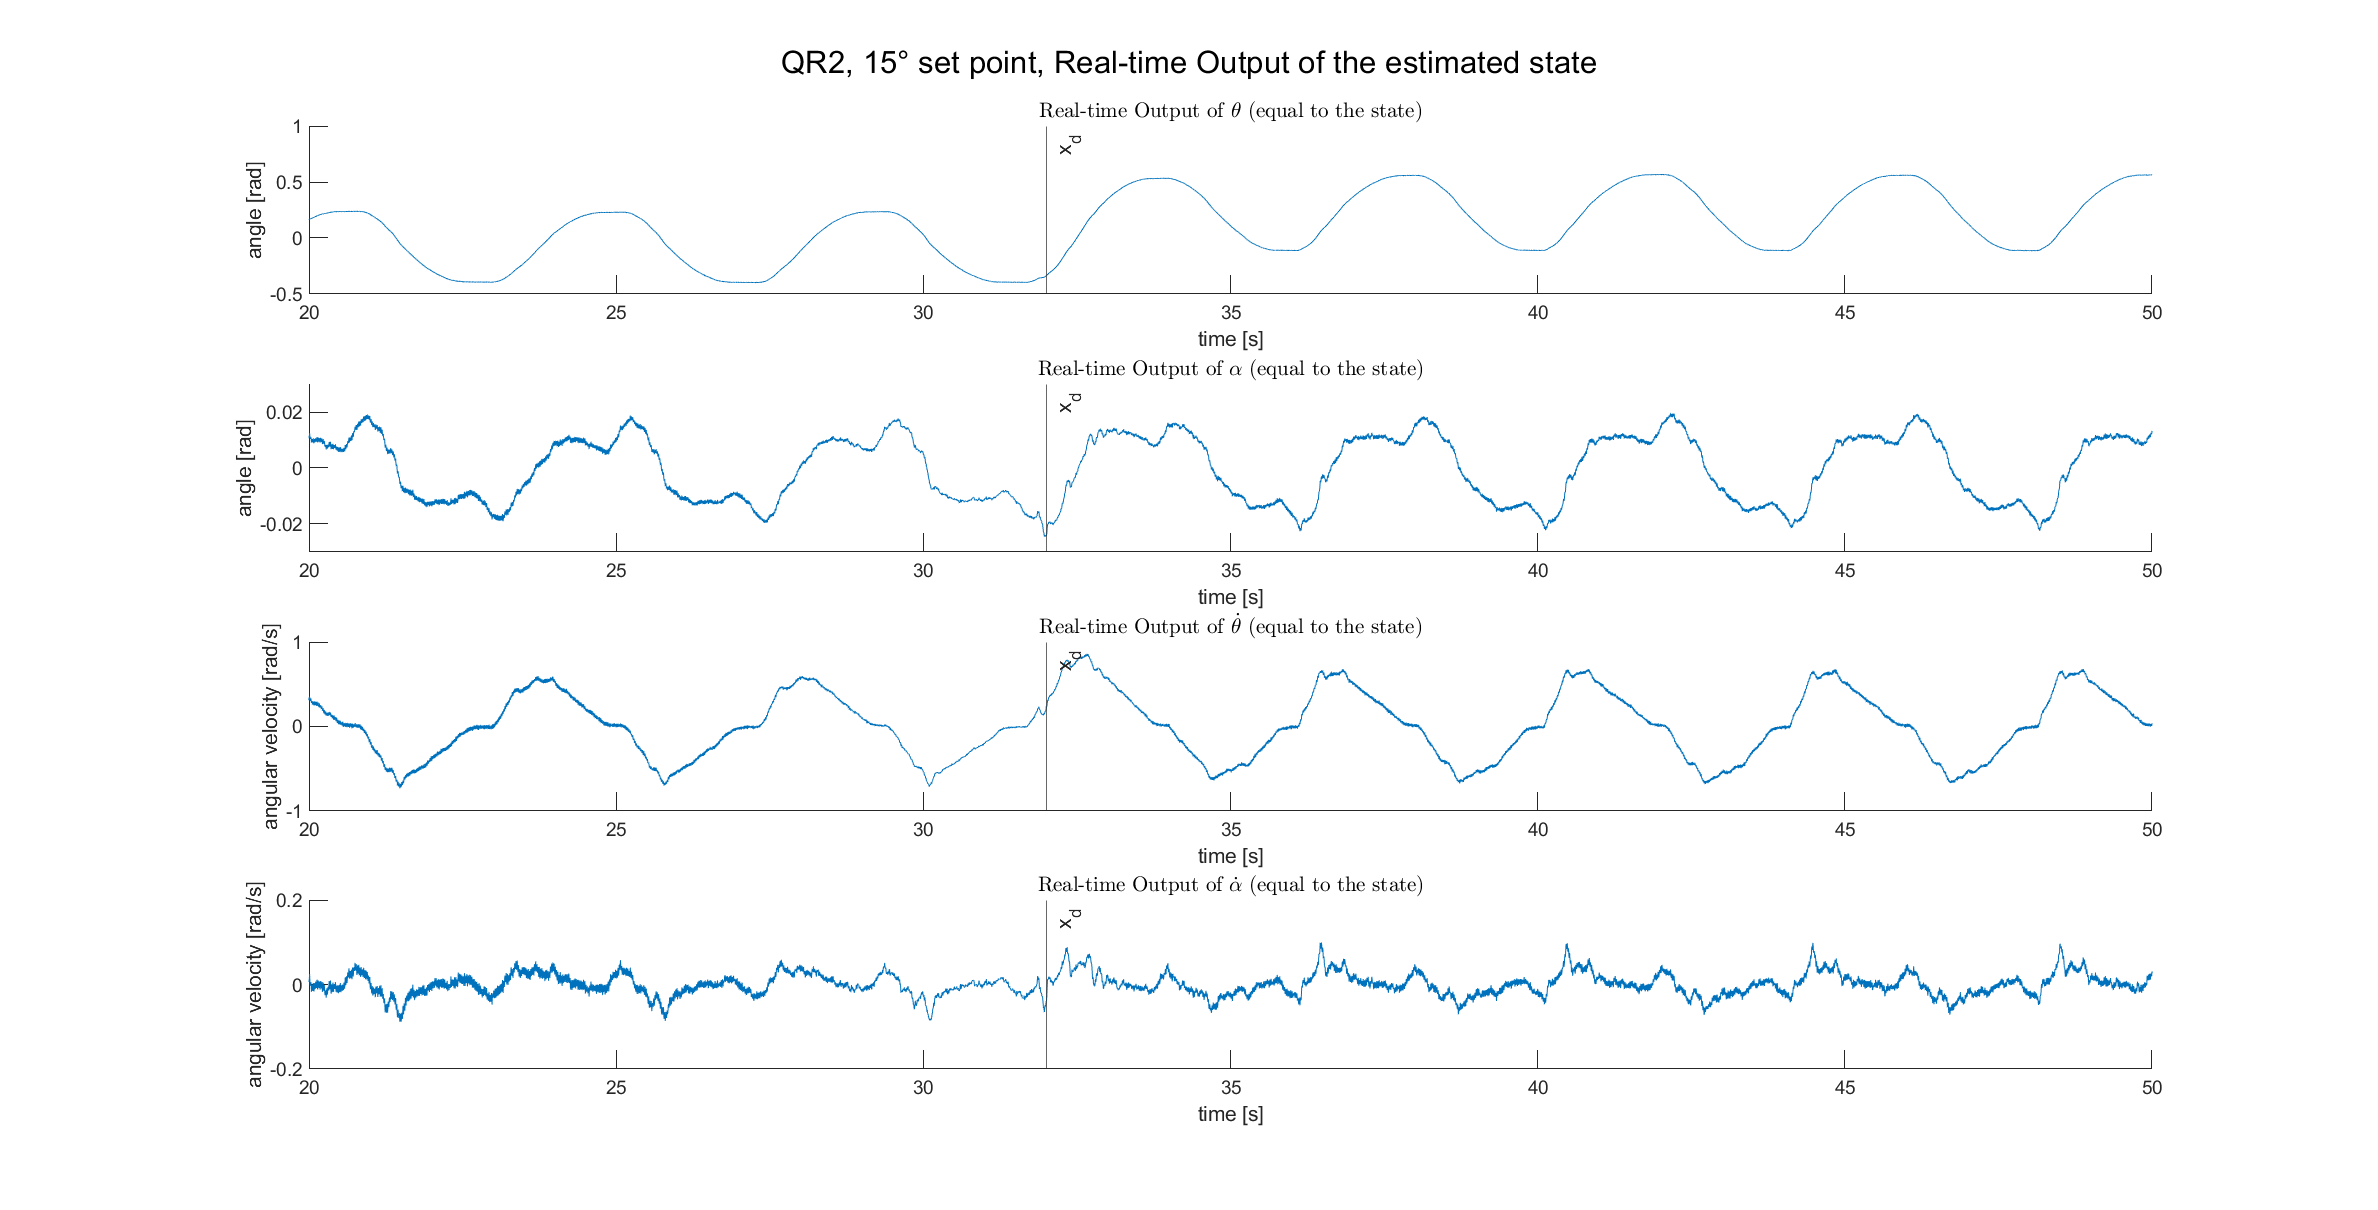 QR2, 15° set point, Real-time Output of the estimated state
Real-time Output of θ (equal to the state)
1
0.5
0
-0.5
angle [rad]
x_d
20 25 30 35 40 45 50
time [s]
Real-time Output of α (equal to the state)
0.02
0
-0.02
angle [rad]
x_d
20 25 30 35 40 45 50
time [s]
Real-time Output of θ̇ (equal to the state)
1
0
-1
angular velocity [rad/s]
x_d
20 25 30 35 40 45 50
time [s]
Real-time Output of α̇ (equal to the state)
0.2
0
-0.2
angular velocity [rad/s]
x_d
20 25 30 35 40 45 50
time [s]